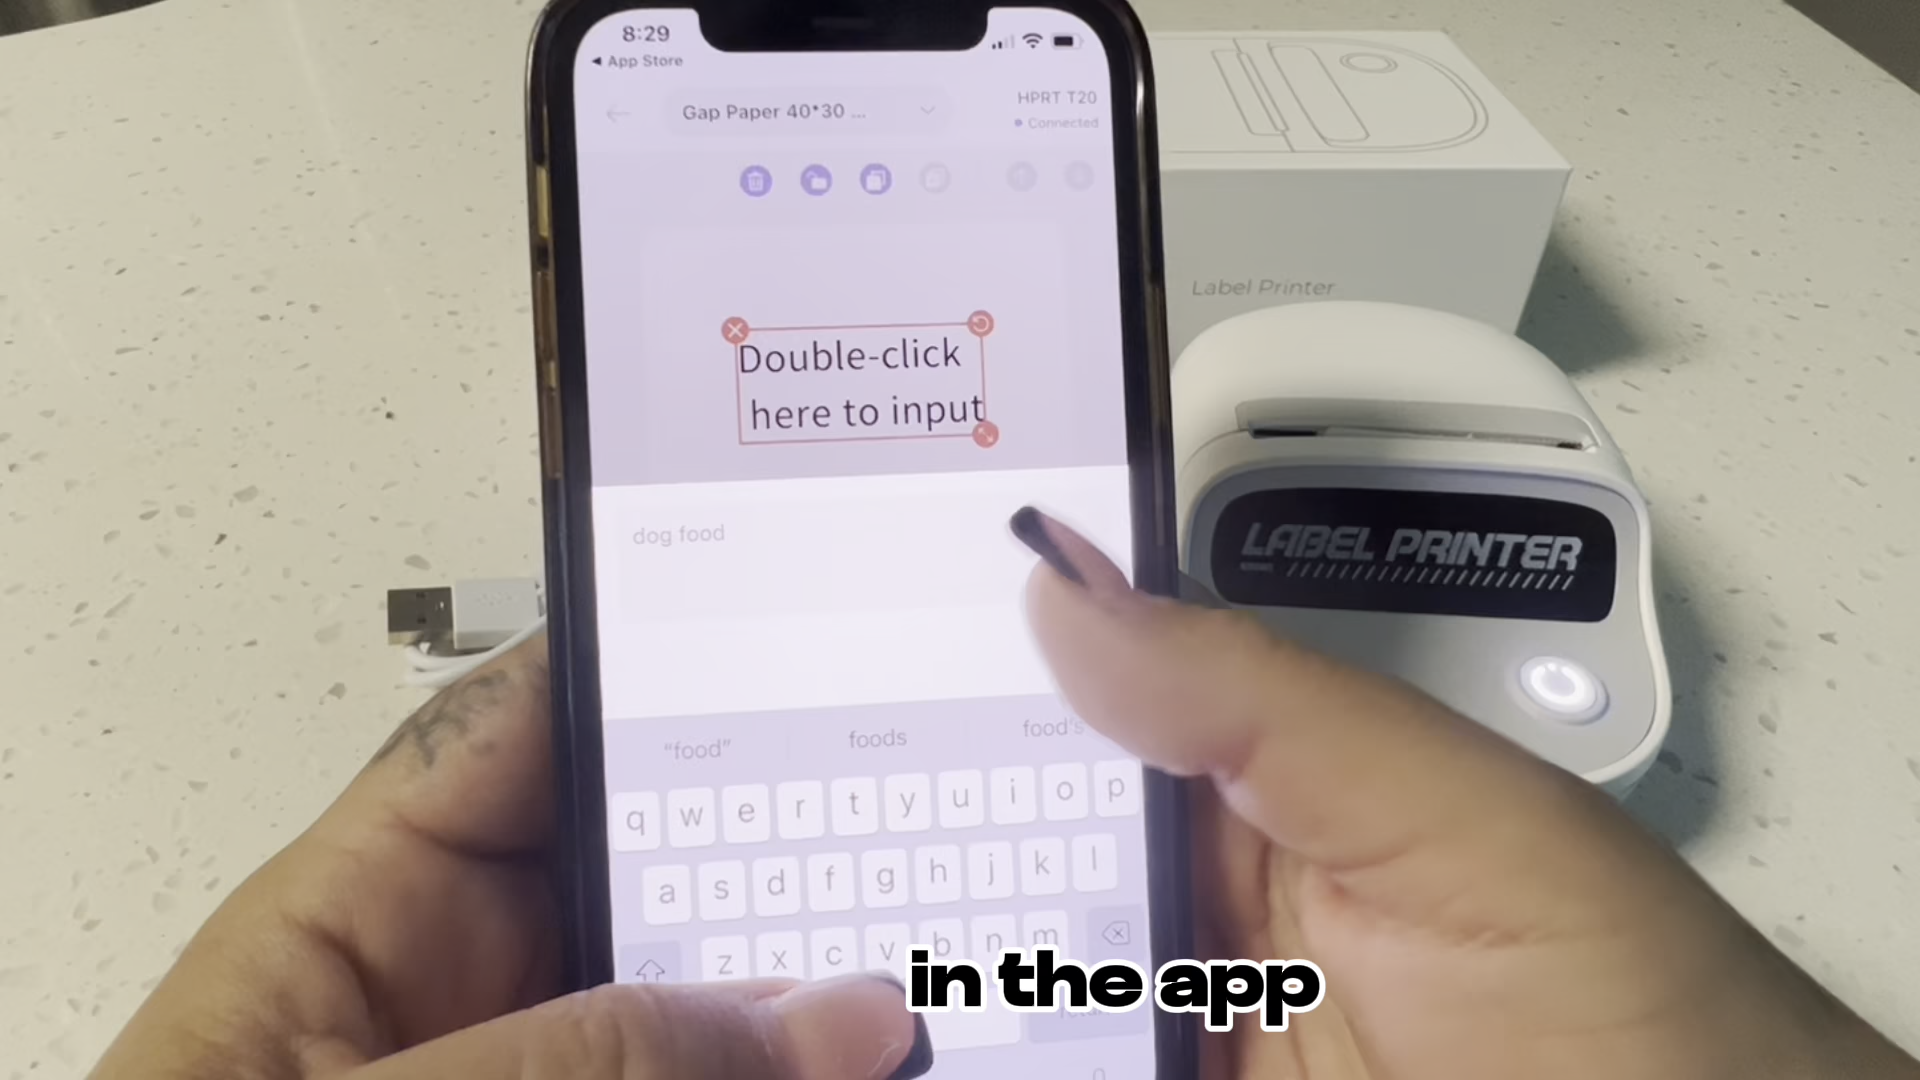 8:29
App Store
Gap Paper 40*30 ...
HPRT T20
Connected
Double-click
here to input
dog food
"food"
foods
food's
q w e r t y u i o p
a s d f g h j k l
z x c v b n m
Label Printer
LABEL PRINTER
in the app